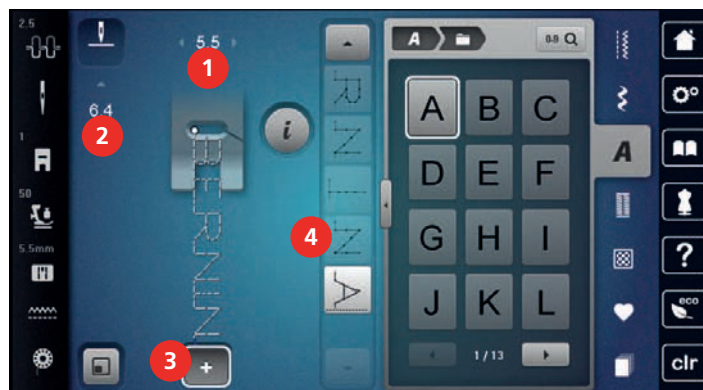 2.5
5.5
1
6.4
2
1
50
5.5mm
i
BERNIN
4
3
+
A
0-9
A B C
D E F
G H I
J K L
1/13
A
?
eco
clr